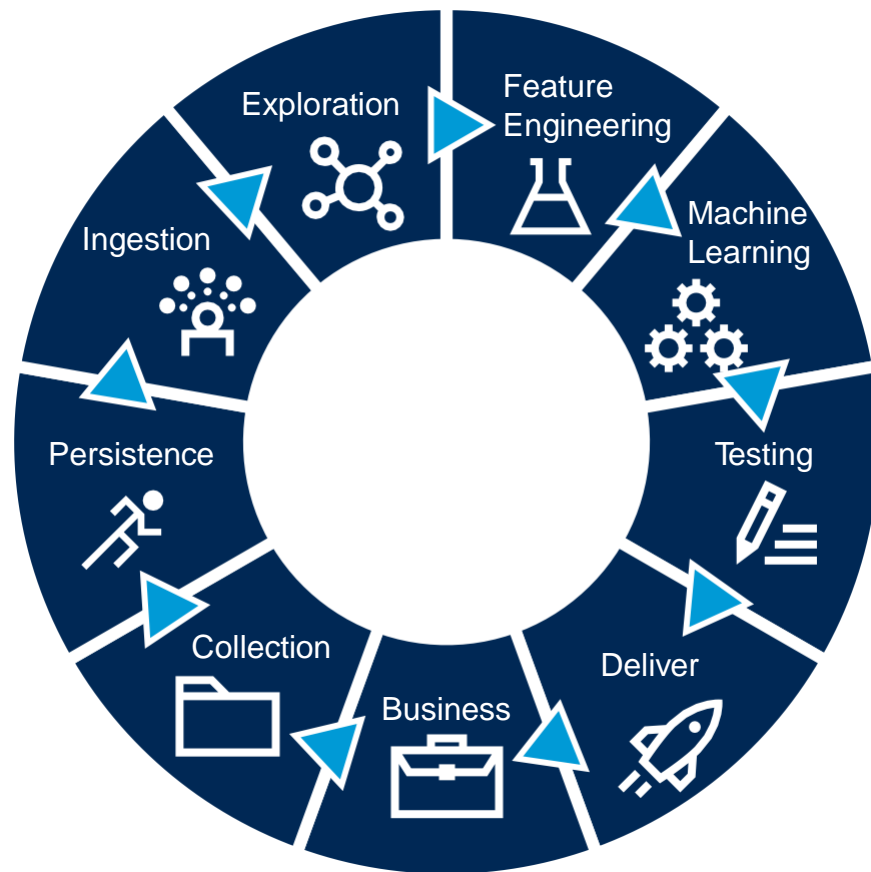 Exploration
Feature
Engineering
Machine
Learning
Ingestion
Persistence
Testing
Collection
Deliver
Business